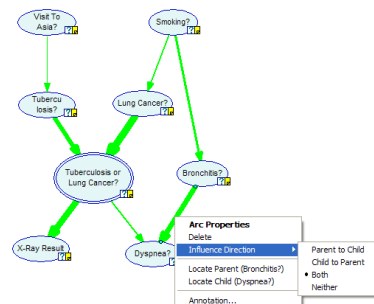 Visit To
Asia?
Smoking?
Tubercu
losis?
Lung Cancer?
Tuberculosis or
Lung Cancer?
Bronchitis?
X-Ray Result
Dyspnea?
Arc Properties
Delete
Influence Direction
Locate Parent (Bronchitis?)
Locate Child (Dyspnea?)
Annotation...
Parent to Child
Child to Parent
Both
Neither